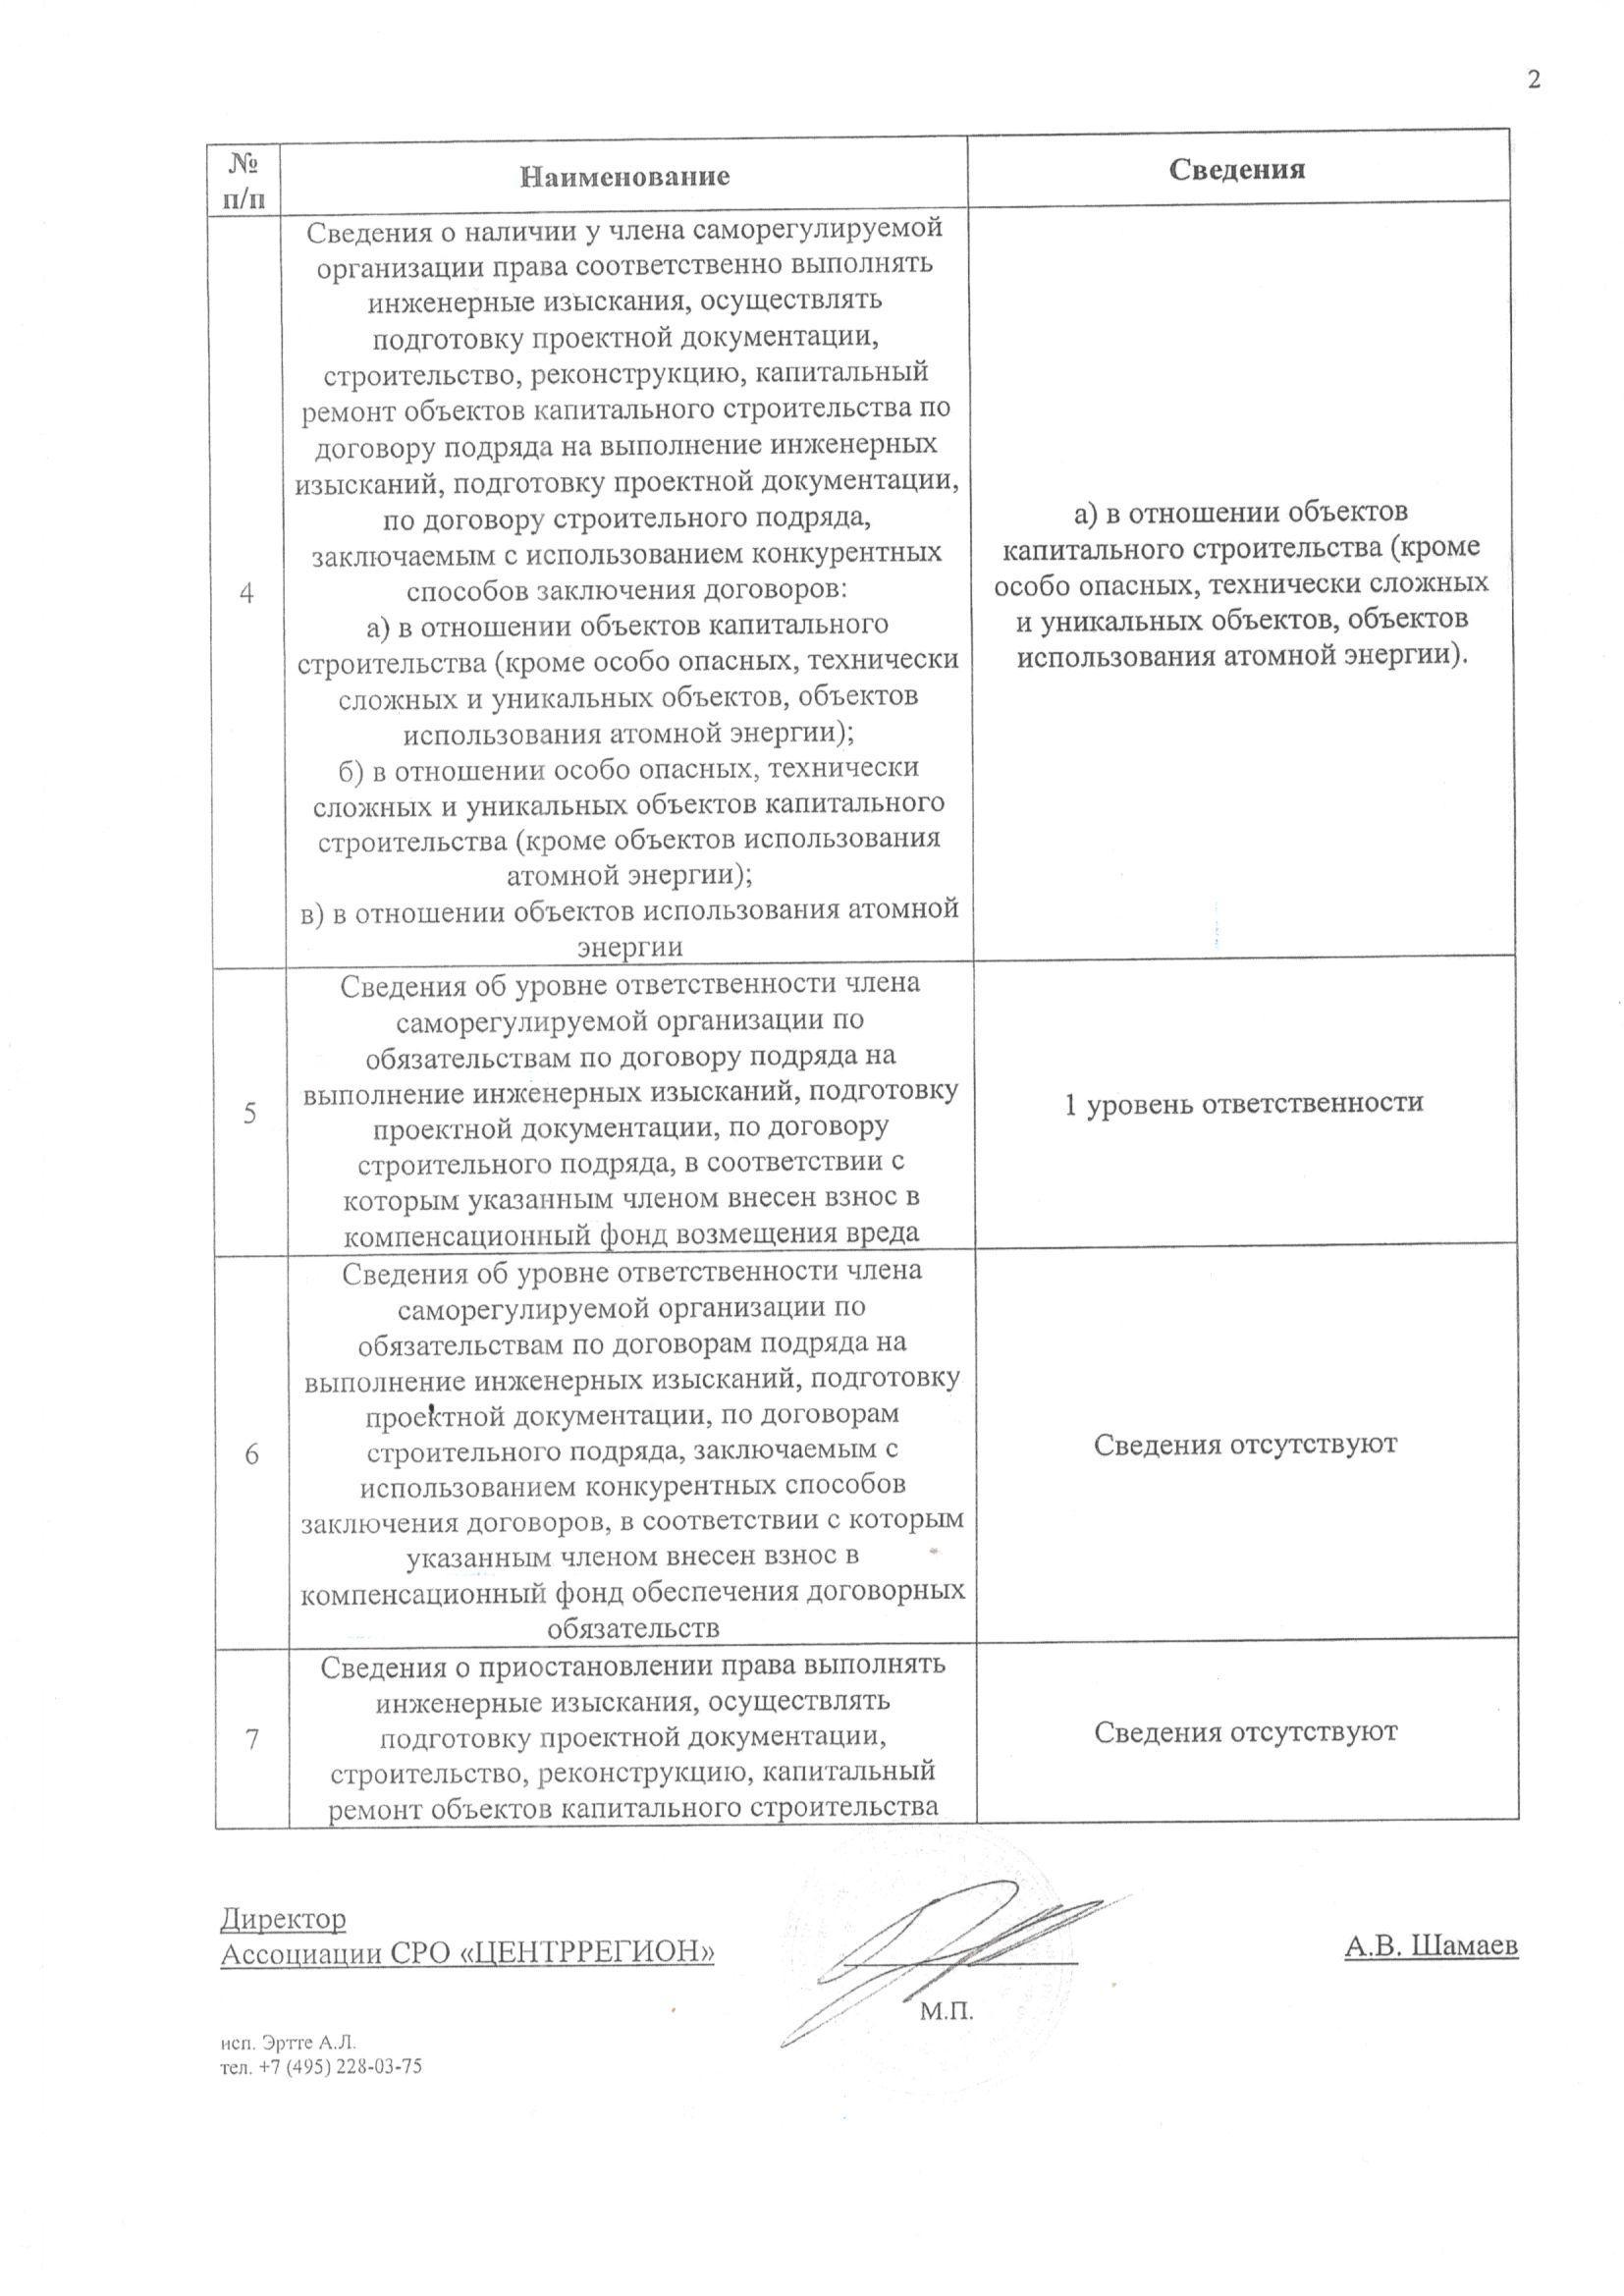 2
№
п/п
Наименование
Сведения
4
Сведения о наличии у члена саморегулируемой
организации права соответственно выполнять
инженерные изыскания, осуществлять
подготовку проектной документации,
строительство, реконструкцию, капитальный
ремонт объектов капитального строительства по
договору подряда на выполнение инженерных
изысканий, подготовку проектной документации,
по договору строительного подряда,
заключаемым с использованием конкурентных
способов заключения договоров:
а) в отношении объектов капитального
строительства (кроме особо опасных, технически
сложных и уникальных объектов, объектов
использования атомной энергии);
б) в отношении особо опасных, технически
сложных и уникальных объектов капитального
строительства (кроме объектов использования
атомной энергии);
в) в отношении объектов использования атомной
энергии
а) в отношении объектов
капитального строительства (кроме
особо опасных, технически сложных
и уникальных объектов, объектов
использования атомной энергии).
5
Сведения об уровне ответственности члена
саморегулируемой организации по
обязательствам по договору подряда на
выполнение инженерных изысканий, подготовку
проектной документации, по договору
строительного подряда, в соответствии с
которым указанным членом внесен взнос в
компенсационный фонд возмещения вреда
1 уровень ответственности
6
Сведения об уровне ответственности члена
саморегулируемой организации по
обязательствам по договорам подряда на
выполнение инженерных изысканий, подготовку
проектной документации, по договорам
строительного подряда, заключаемым с
использованием конкурентных способов
заключения договоров, в соответствии с которым
указанным членом внесен взнос в
компенсационный фонд обеспечения договорных
обязательств
Сведения отсутствуют
7
Сведения о приостановлении права выполнять
инженерные изыскания, осуществлять
подготовку проектной документации,
строительство, реконструкцию, капитальный
ремонт объектов капитального строительства
Сведения отсутствуют
Директор
Ассоциации СРО «ЦЕНТРРЕГИОН»
А.В. Шамаев
М.П.
исп. Эртте А.Л.
тел. +7 (495) 228-03-75